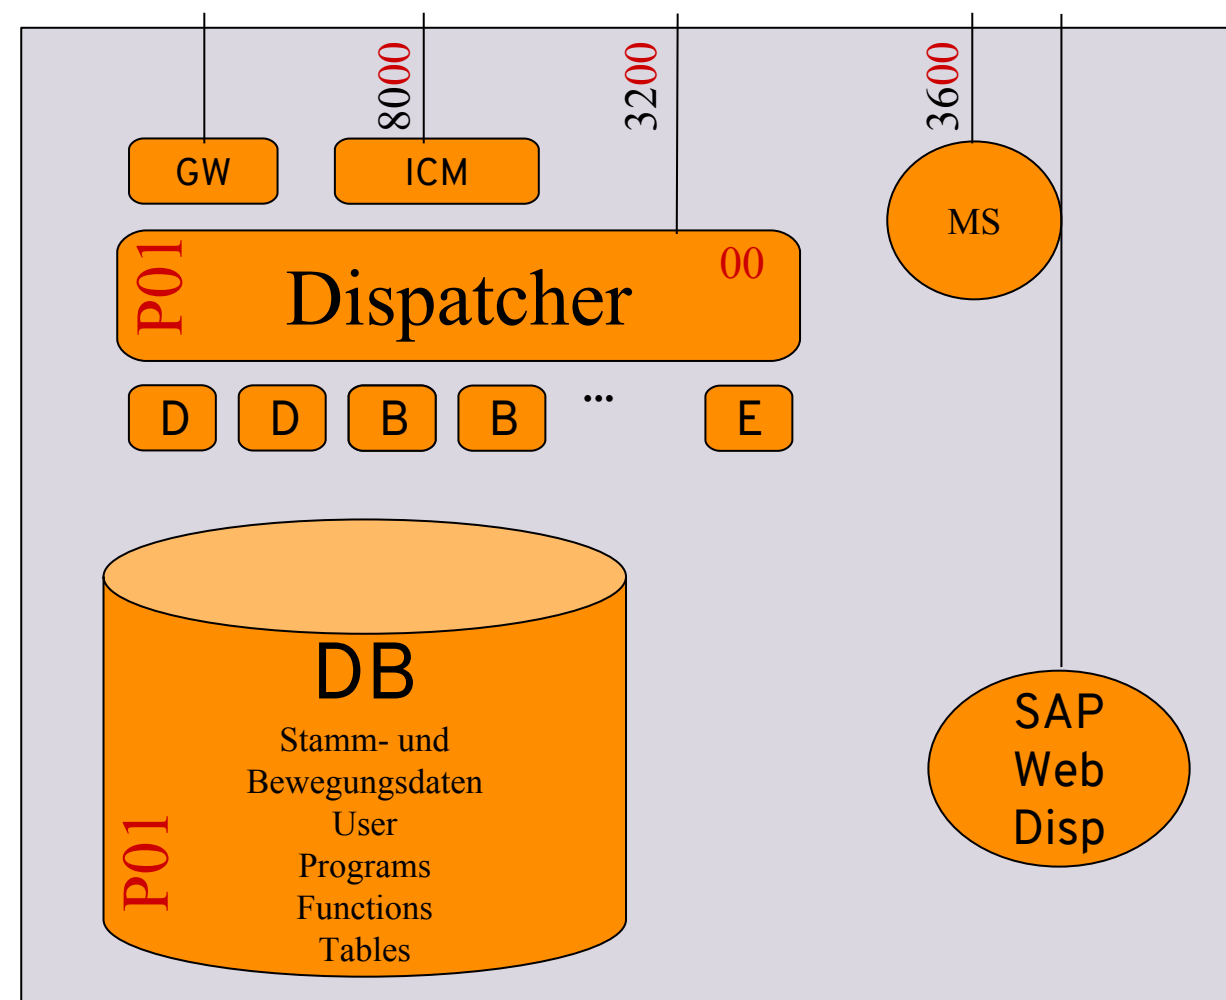 8000
3200
3600
GW
ICM
MS
P01
Dispatcher
00
D
D
B
B
...
E
DB
Stamm- und
Bewegungsdaten
User
Programs
Functions
Tables
P01
SAP
Web
Disp